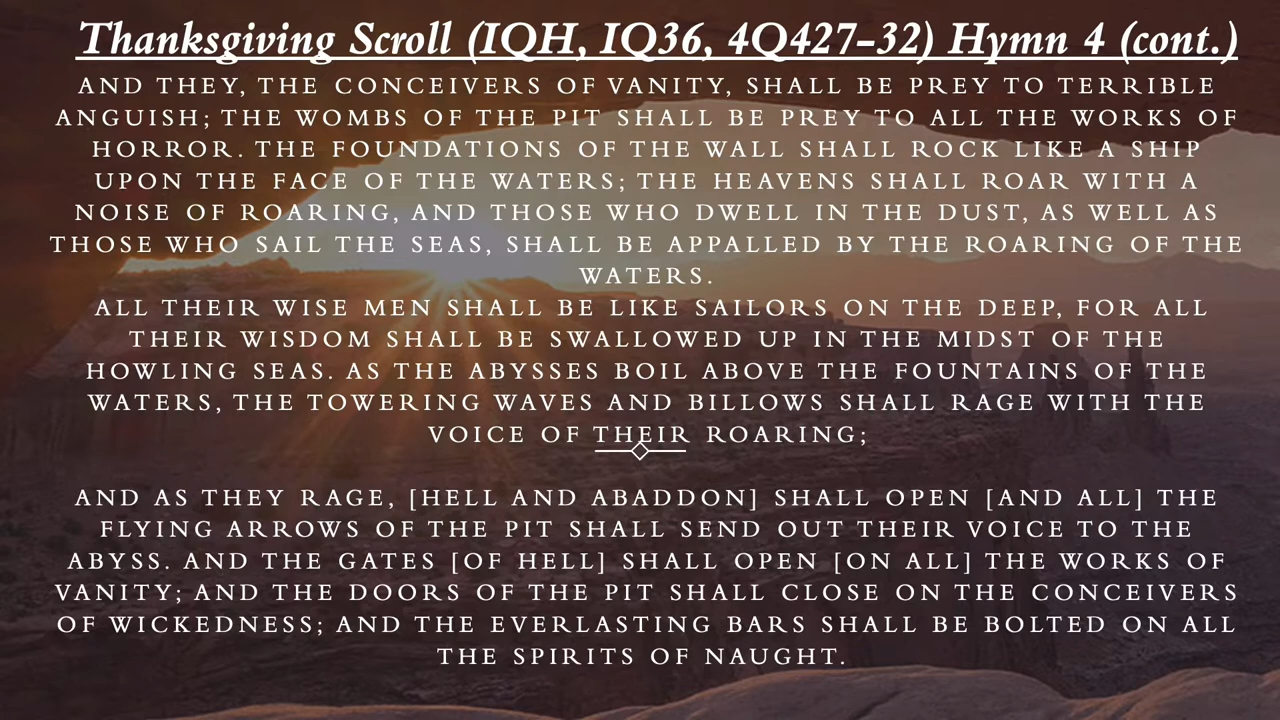 Thanksgiving Scroll (IQH, IQ36, 4Q427-32) Hymn 4 (cont.)
AND THEY, THE CONCEIVERS OF VANITY, SHALL BE PREY TO TERRIBLE
ANGUISH; THE WOMBS OF THE PIT SHALL BE PREY TO ALL THE WORKS OF
HORROR. THE FOUNDATIONS OF THE WALL SHALL ROCK LIKE A SHIP
UPON THE FACE OF THE WATERS; THE HEAVENS SHALL ROAR WITH A
NOISE OF ROARING, AND THOSE WHO DWELL IN THE DUST, AS WELL AS
THOSE WHO SAIL THE SEAS, SHALL BE APPALLED BY THE ROARING OF THE
WATERS.
ALL THEIR WISE MEN SHALL BE LIKE SAILORS ON THE DEEP, FOR ALL
THEIR WISDOM SHALL BE SWALLOWED UP IN THE MIDST OF THE
HOWLING SEAS. AS THE ABYSSES BOIL ABOVE THE FOUNTAINS OF THE
WATERS, THE TOWERING WAVES AND BILLOWS SHALL RAGE WITH THE
VOICE OF THEIR ROARING;
AND AS THEY RAGE, [HELL AND ABADDON] SHALL OPEN [AND ALL] THE
FLYING ARROWS OF THE PIT SHALL SEND OUT THEIR VOICE TO THE
ABYSS. AND THE GATES [OF HELL] SHALL OPEN [ON ALL] THE WORKS OF
VANITY; AND THE DOORS OF THE PIT SHALL CLOSE ON THE CONCEIVERS
OF WICKEDNESS; AND THE EVERLASTING BARS SHALL BE BOLTED ON ALL
THE SPIRITS OF NAUGHT.